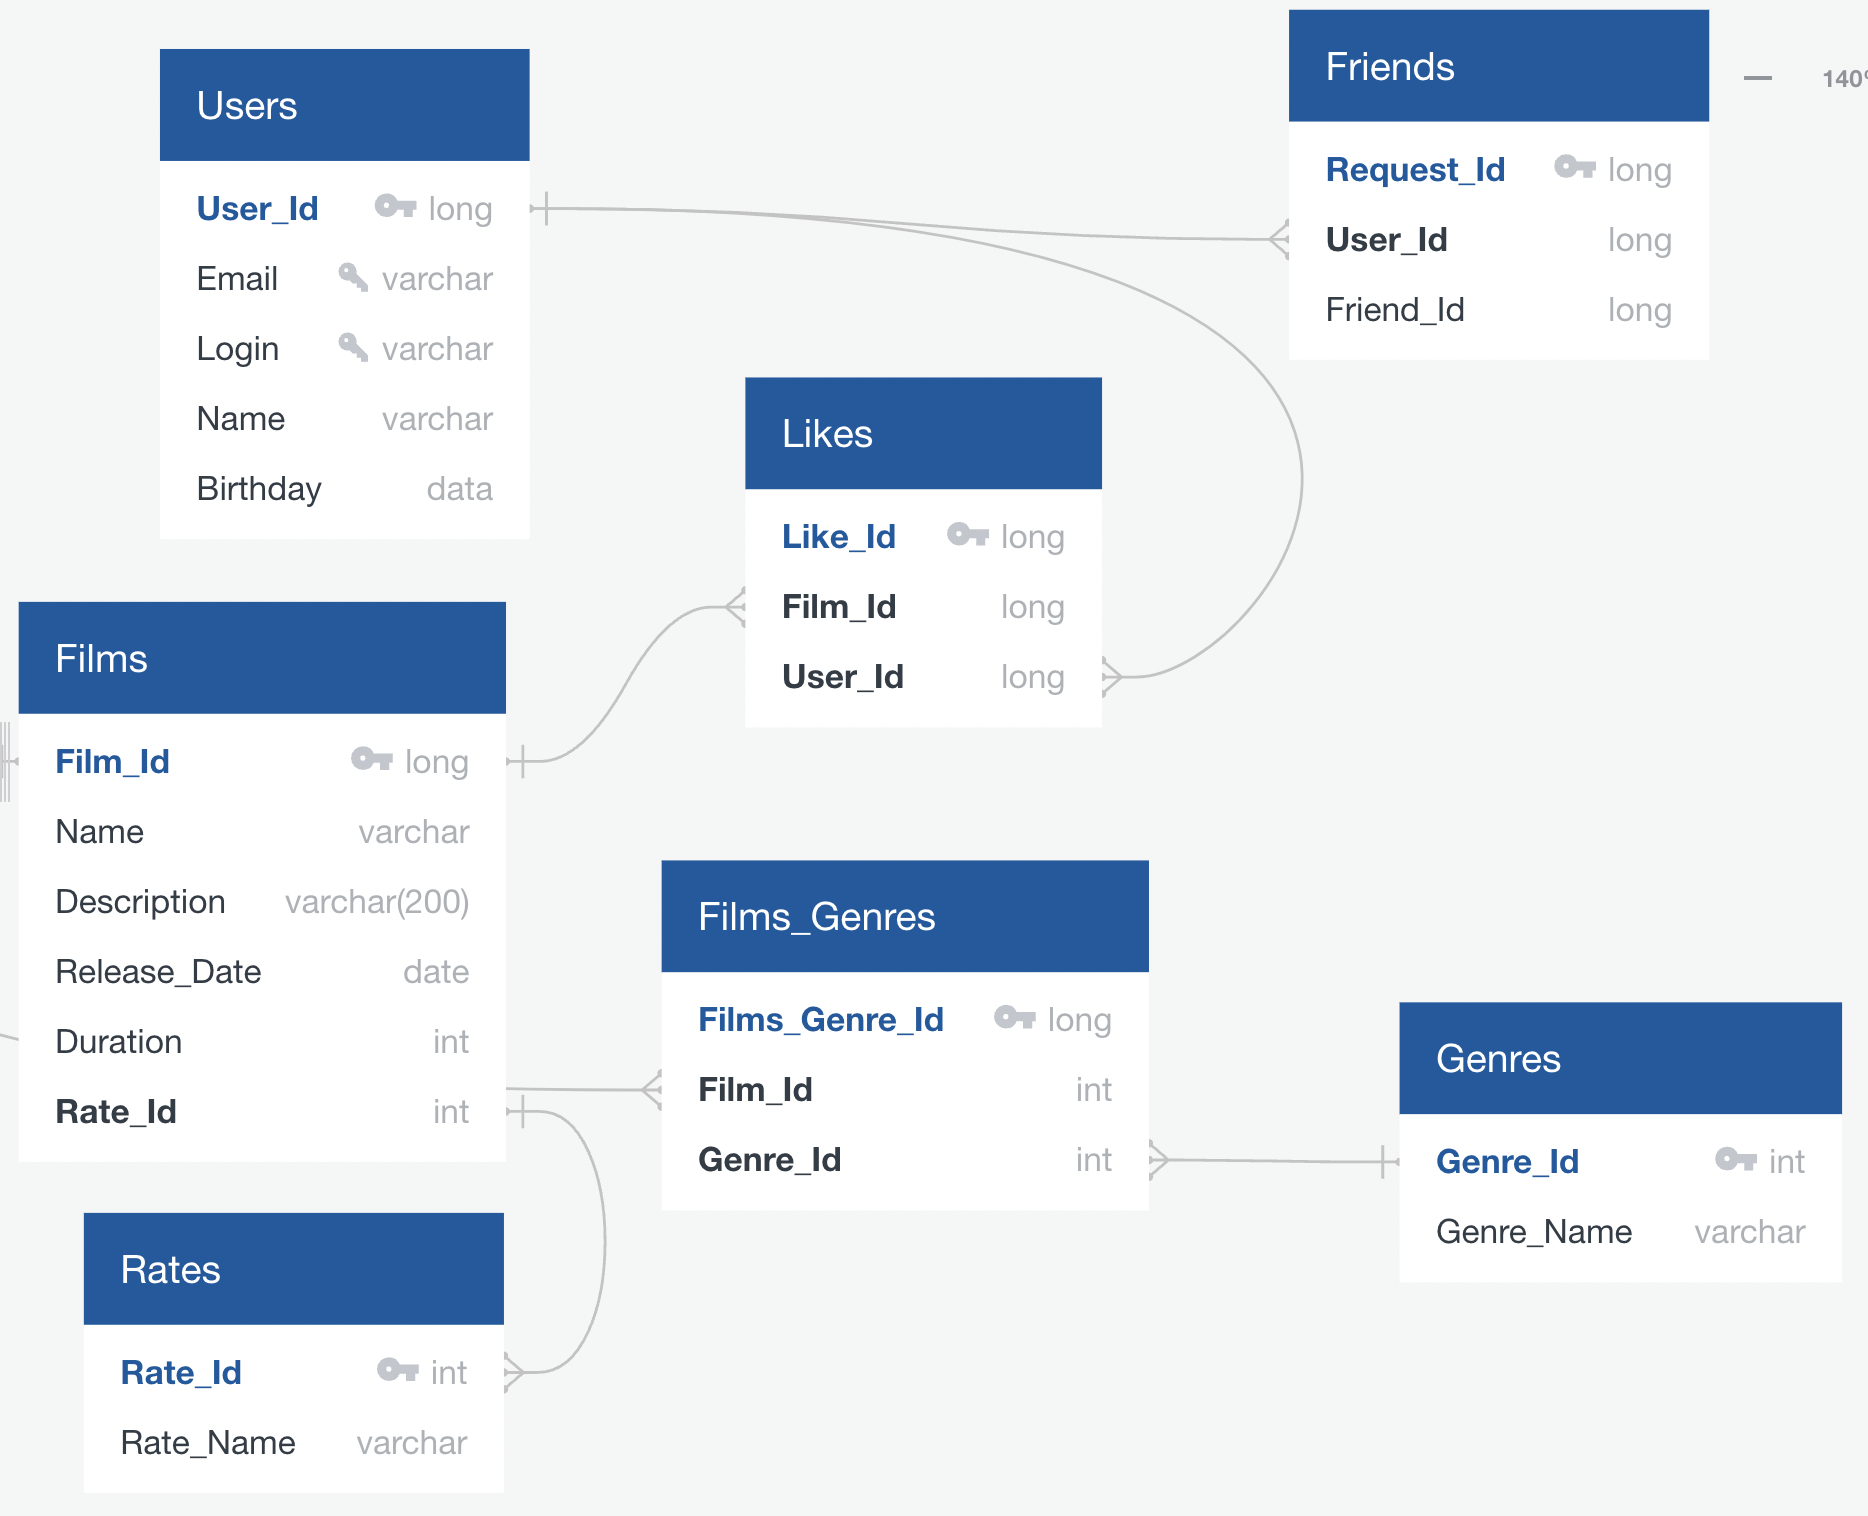 Users
User_Id long
Email varchar
Login varchar
Name varchar
Birthday data
Friends
Request_Id long
User_Id long
Friend_Id long
Likes
Like_Id long
Film_Id long
User_Id long
Films
Film_Id long
Name varchar
Description varchar(200)
Release_Date date
Duration int
Rate_Id int
Films_Genres
Films_Genre_Id long
Film_Id int
Genre_Id int
Genres
Genre_Id int
Genre_Name varchar
Rates
Rate_Id int
Rate_Name varchar
— 140